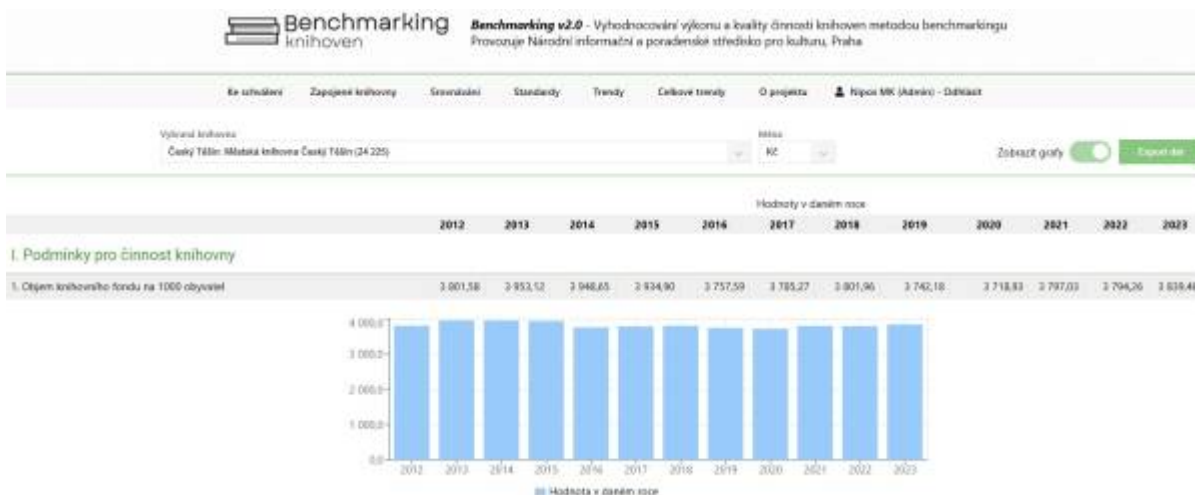 Benchmarking
knihoven
Benchmarking v2.0 - Vyhodnocování výkonu a kvality činnosti knihoven metodou benchmarkingu
Provozuje Národní informační a poradenské středisko pro kulturu, Praha
Ke schválení Zapojené knihovny Srovnávání Standardy Trendy Celkové trendy O projektu Nipos MK (Admin) - Odhlásit
Vybraná knihovna Měna
Český Těšín: Městská knihovna Český Těšín (24 225) Kč Zobrazit grafy Export dat
Hodnoty v daném roce
2012 2013 2014 2015 2016 2017 2018 2019 2020 2021 2022 2023
I. Podmínky pro činnost knihovny
1. Objem knihovního fondu na 1000 obyvatel 3 801,58 3 953,12 3 948,65 3 934,90 3 757,59 3 785,27 3 801,96 3 742,18 3 718,93 3 797,03 3 794,26 3 839,48
4 000,0
3 000,0
2 000,0
1 000,0
0,0
2012 2013 2014 2015 2016 2017 2018 2019 2020 2021 2022 2023
Hodnota v daném roce